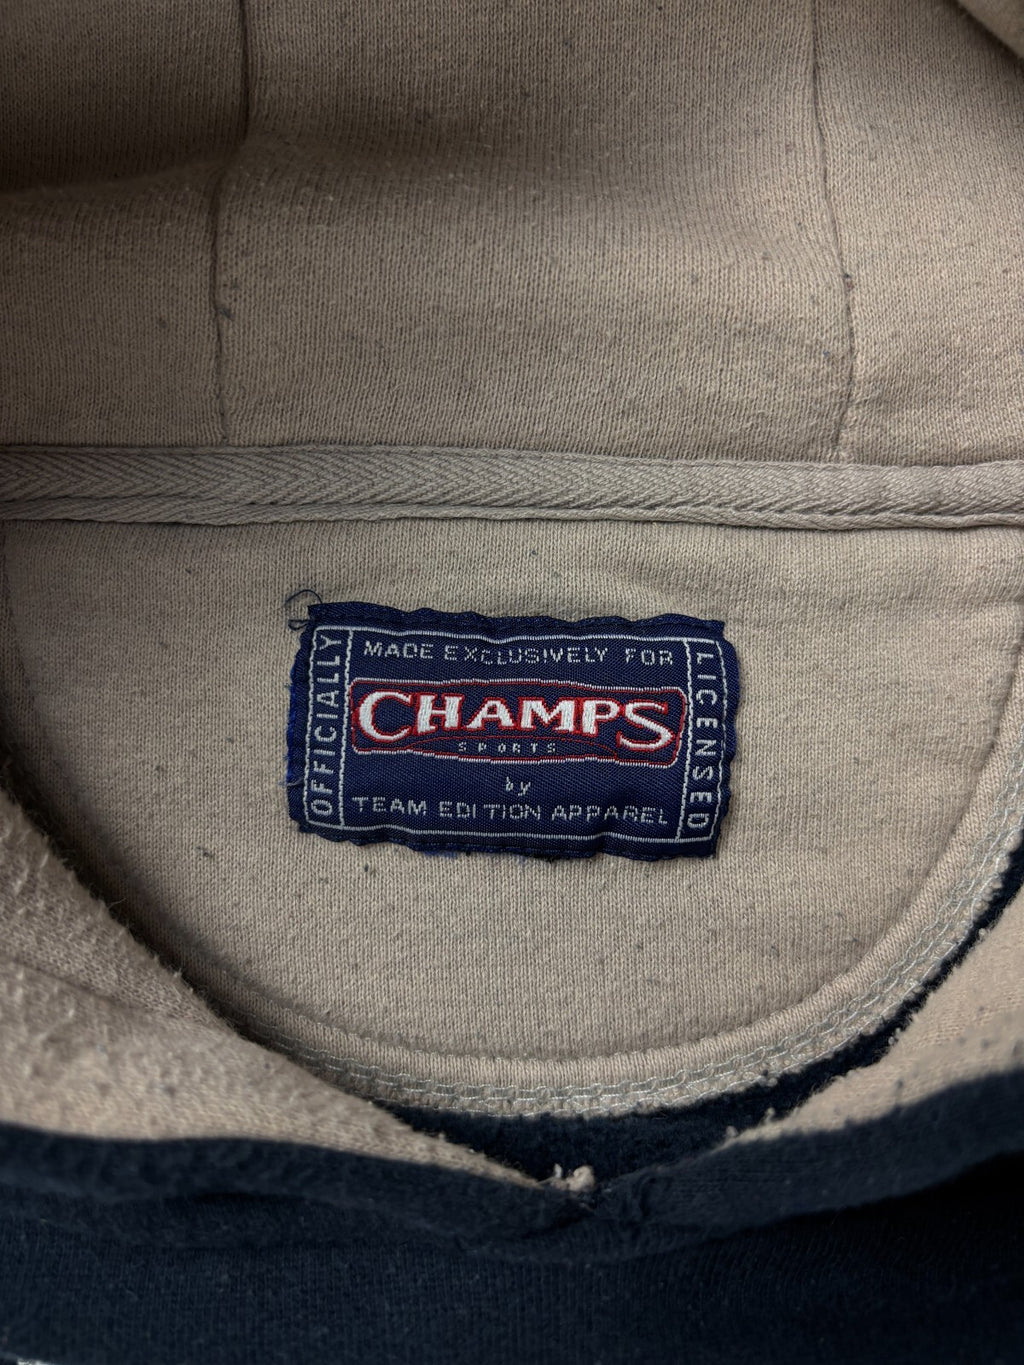 OFFICIALLY
MADE EXCLUSIVELY FOR
CHAMPS
SPORTS
by
TEAM EDITION APPAREL
LICENSED